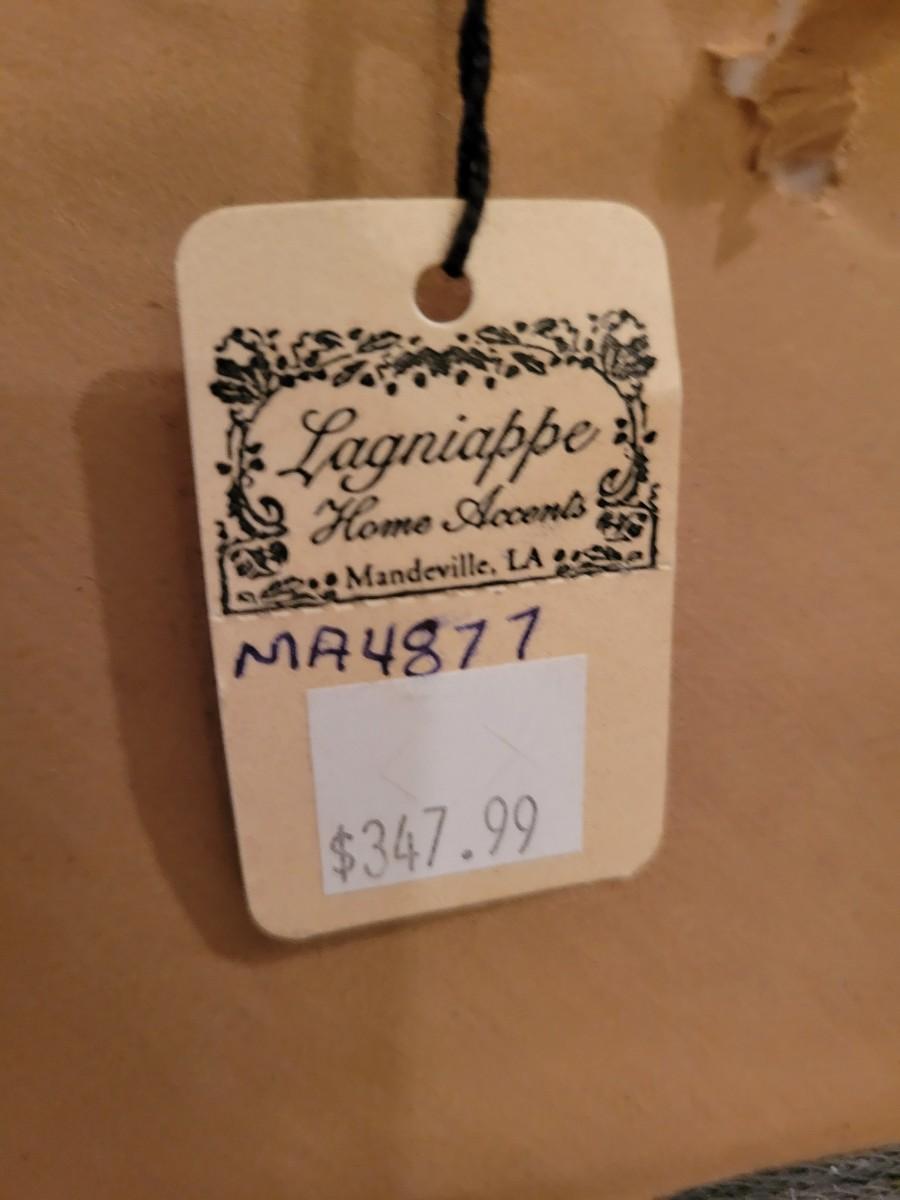 Lagniappe
Home Accents
Mandeville, LA
MA4877
$347.99